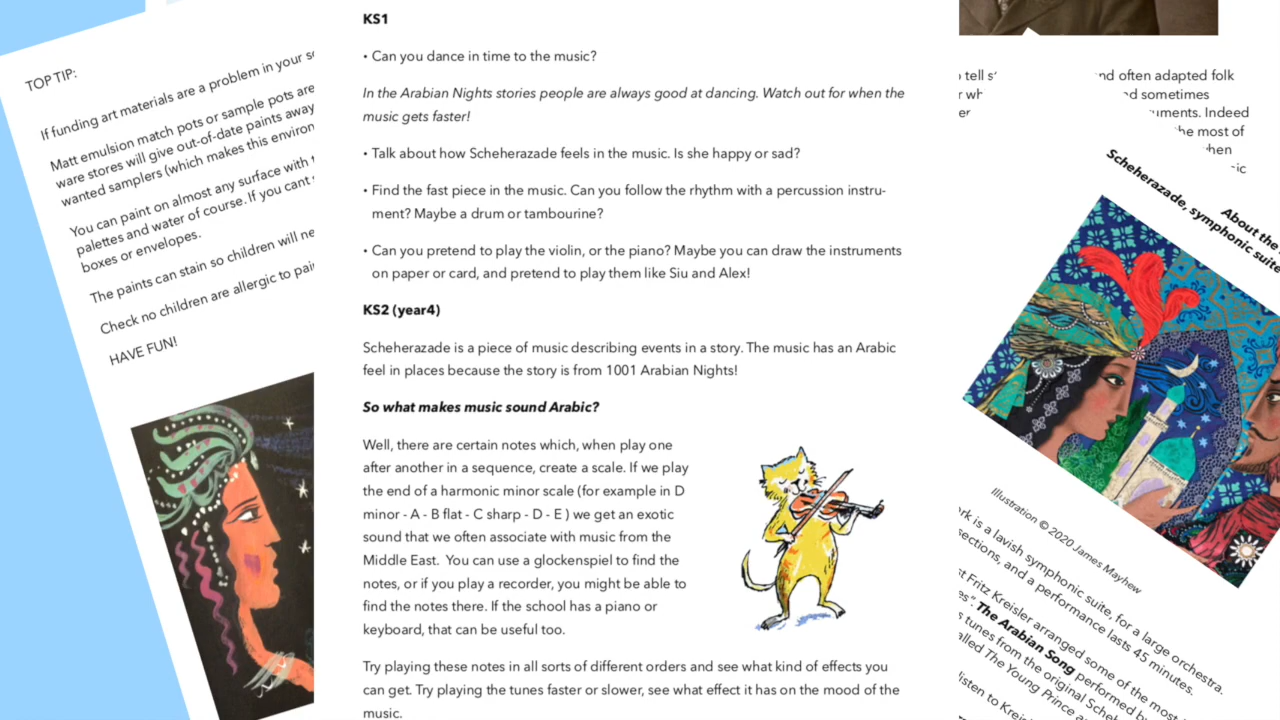 TOP TIP:
If funding art materials are a problem in your
Matt emulsion match pots or sample pots are
ware stores will give out-of-date paints away
wanted samplers (which makes this environ
You can paint on almost any surface with
palettes and water of course. If you cant
boxes or envelopes.
The paints can stain so children will ne
Check no children are allergic to pai
HAVE FUN!
KS1
• Can you dance in time to the music?
In the Arabian Nights stories people are always good at dancing. Watch out for when the
music gets faster!
• Talk about how Scheherazade feels in the music. Is she happy or sad?
• Find the fast piece in the music. Can you follow the rhythm with a percussion instru-
ment? Maybe a drum or tambourine?
• Can you pretend to play the violin, or the piano? Maybe you can draw the instruments
on paper or card, and pretend to play them like Siu and Alex!
KS2 (year4)
Scheherazade is a piece of music describing events in a story. The music has an Arabic
feel in places because the story is from 1001 Arabian Nights!
So what makes music sound Arabic?
Well, there are certain notes which, when play one
after another in a sequence, create a scale. If we play
the end of a harmonic minor scale (for example in D
minor - A - B flat - C sharp - D - E ) we get an exotic
sound that we often associate with music from the
Middle East.  You can use a glockenspiel to find the
notes, or if you play a recorder, you might be able to
find the notes there. If the school has a piano or
keyboard, that can be useful too.
Try playing these notes in all sorts of different orders and see what kind of effects you
can get. Try playing the tunes faster or slower, see what effect it has on the mood of the
music.
tell
and often adapted folk
sometimes
Indeed
the most of
About the
Scheherazade, symphonic suite
Illustration © 2020 James Mayhew
is a lavish symphonic suite, for a large orchestra.
sections, and a performance lasts 45 minutes.
Fritz Kreisler arranged some of the most
The Arabian Song performed by
tunes from the original
called The Young Prince
listen to